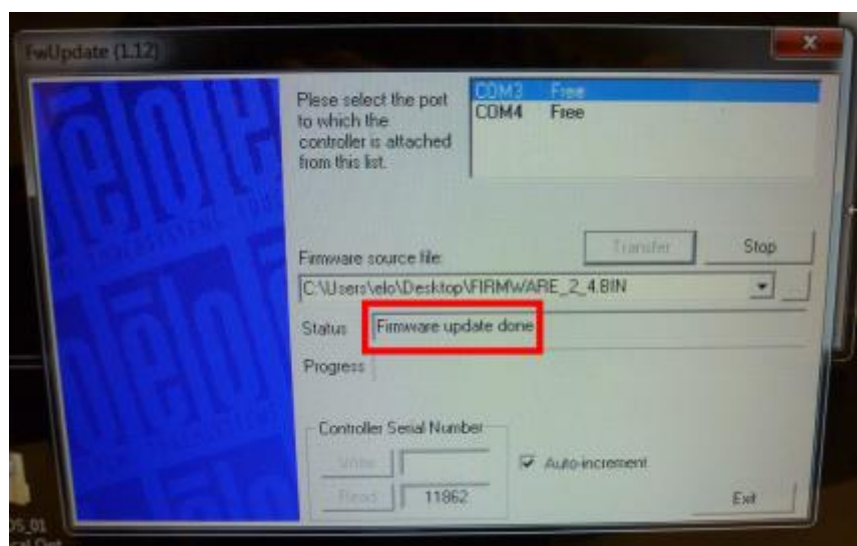 FwUpdate (1.12)
Plese select the port
to which the
controller is attached
from this list.
COM3 Free
COM4 Free
Transfer
Stop
Firmware source file:
C:\Users\elo\Desktop\FIRMWARE_2_4.BIN
...
Status
Firmware update done
Progress
Controller Serial Number
Write
Auto-increment
Read
11862
Exit